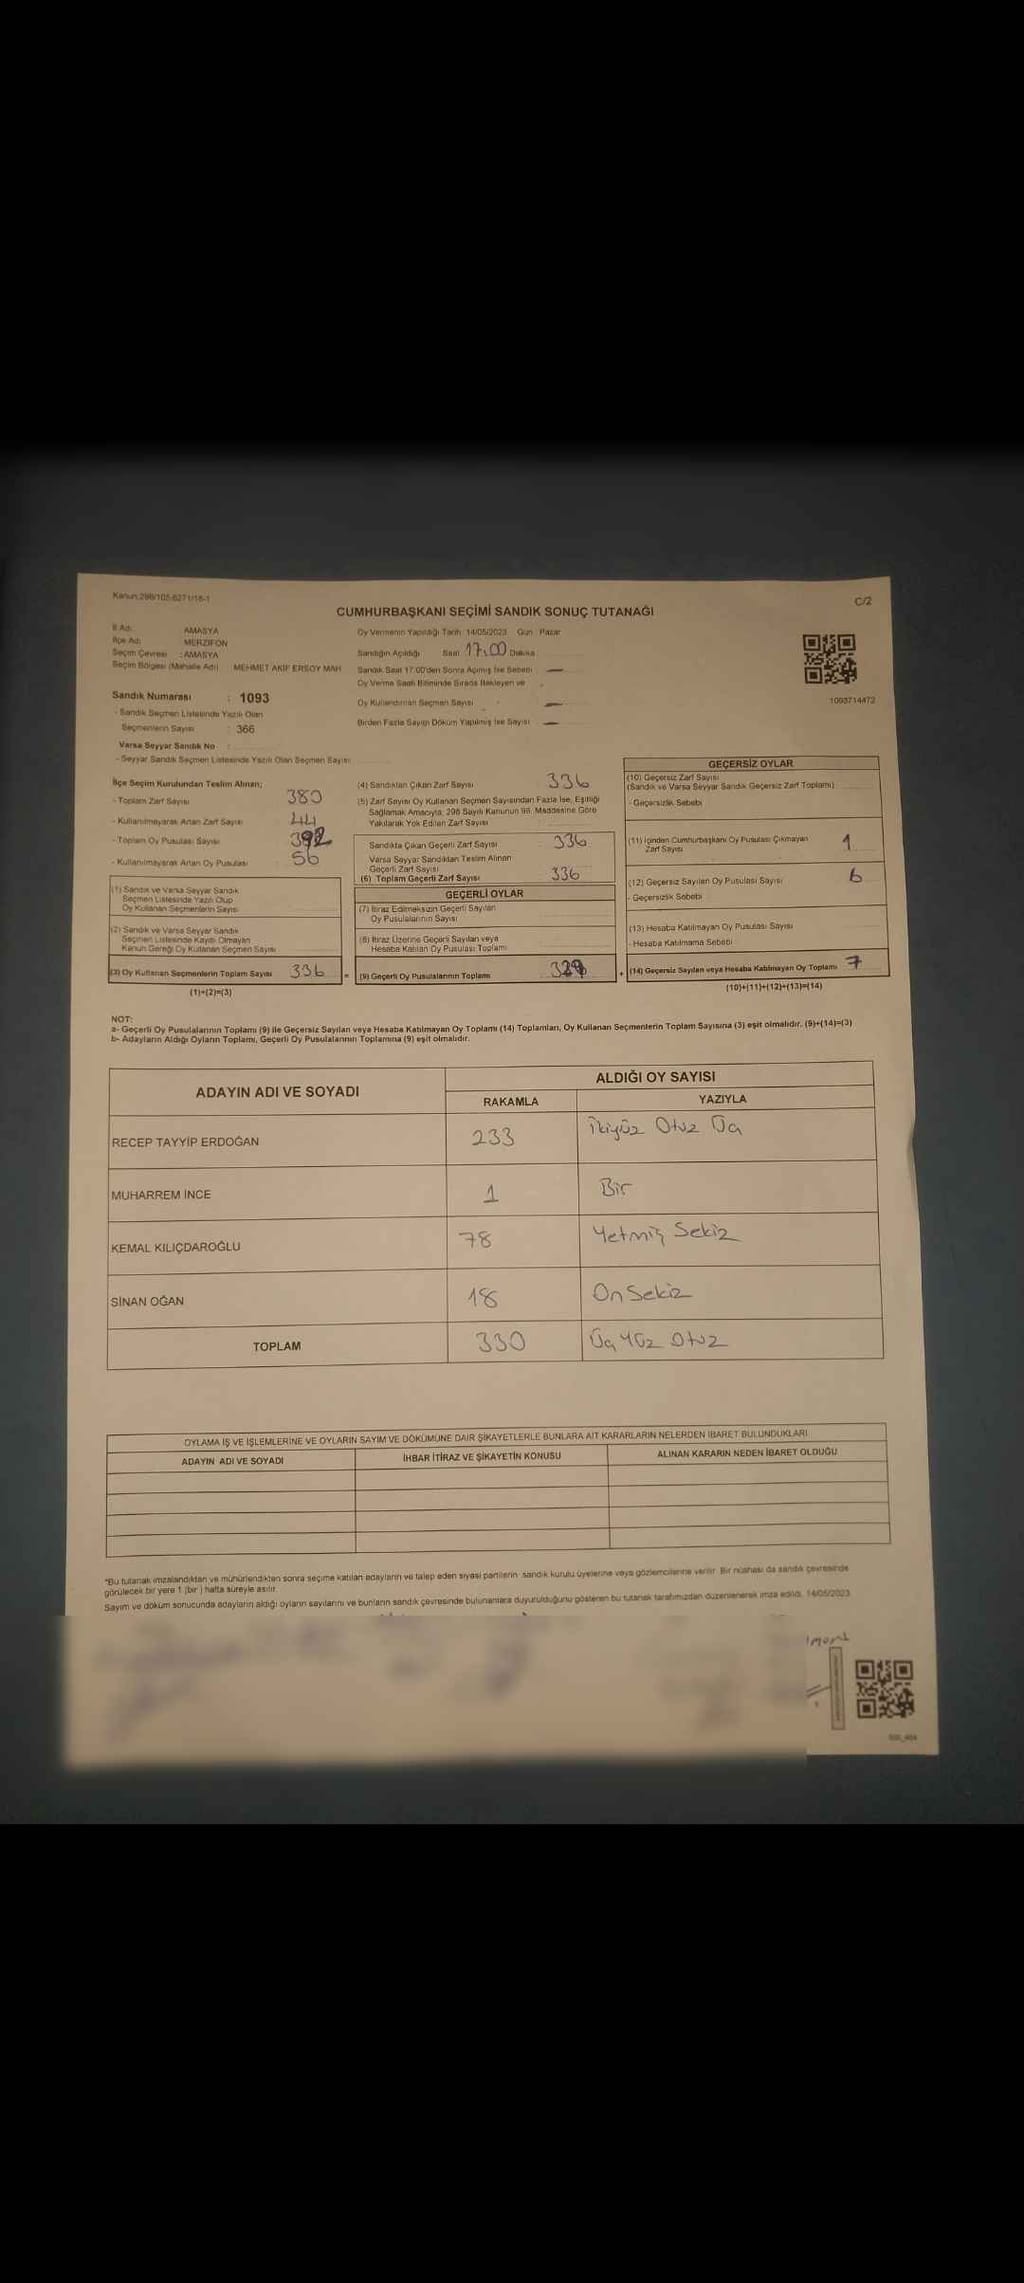 Kanun:298/105-6271/18-1
C/2
CUMHURBAŞKANI SEÇİMİ SANDIK SONUÇ TUTANAĞI
İl Adı : AMASYA
İlçe Adı MERZİFON
Seçim Çevresi : AMASYA
Seçim Bölgesi (Mahalle Adı) MEHMET AKİF ERSOY MAH
Sandık Numarası : 1093
- Sandık Seçmen Listesinde Yazılı Olan
Seçmenlerin Sayısı : 366
Varsa Seyyar Sandık No :
- Seyyar Sandık Seçmen Listesinde Yazılı Olan Seçmen Sayısı
Oy Vermenin Yapıldığı Tarih 14/05/2023 Gün Pazar
Sandığın Açıldığı Saat 17:00 Dakika
Sandık Saat 17:00'den Sonra Açılmış İse Sebebi —
Oy Verme Saati Bitiminde Sırada Bekleyen ve
Oy Kullandırılan Seçmen Sayısı —
Birden Fazla Sayım Döküm Yapılmış İse Sayısı —
1093714472
İlçe Seçim Kurulundan Teslim Alınan;
- Toplam Zarf Sayısı 380
- Kullanılmayarak Artan Zarf Sayısı 44
- Toplam Oy Pusulası Sayısı 392
- Kullanılmayarak Artan Oy Pusulası 56
(1) Sandık ve Varsa Seyyar Sandık
Seçmen Listesinde Yazılı Olup
Oy Kullanan Seçmenlerin Sayısı
(2) Sandık ve Varsa Seyyar Sandık
Seçmen Listesinde Kayıtlı Olmayan
Kanun Gereği Oy Kullanan Seçmen Sayısı
(3) Oy Kullanan Seçmenlerin Toplam Sayısı 336
(1)+(2)=(3)
(4) Sandıktan Çıkan Zarf Sayısı 336
(5) Zarf Sayısı Oy Kullanan Seçmen Sayısından Fazla İse, Eşitliği
Sağlamak Amacıyla, 298 Sayılı Kanunun 98. Maddesine Göre
Yakılarak Yok Edilen Zarf Sayısı
Sandıkta Çıkan Geçerli Zarf Sayısı 336
Varsa Seyyar Sandıktan Teslim Alınan
Geçerli Zarf Sayısı
(6) Toplam Geçerli Zarf Sayısı 336
GEÇERLİ OYLAR
(7) İtiraz Edilmeksizin Geçerli Sayılan
Oy Pusulalarının Sayısı
(8) İtiraz Üzerine Geçerli Sayılan veya
Hesaba Katılan Oy Pusulası Toplamı
= (9) Geçerli Oy Pusulalarının Toplamı
GEÇERSİZ OYLAR
(10) Geçersiz Zarf Sayısı
(Sandık ve Varsa Seyyar Sandık Geçersiz Zarf Toplamı)
- Geçersizlik Sebebi
(11) İçinden Cumhurbaşkanı Oy Pusulası Çıkmayan
Zarf Sayısı 1
(12) Geçersiz Sayılan Oy Pusulası Sayısı 6
- Geçersizlik Sebebi
(13) Hesaba Katılmayan Oy Pusulası Sayısı
- Hesaba Katılmama Sebebi
+ (14) Geçersiz Sayılan veya Hesaba Katılmayan Oy Toplamı 7
(10)+(11)+(12)+(13)=(14)
NOT:
a- Geçerli Oy Pusulalarının Toplamı (9) ile Geçersiz Sayılan veya Hesaba Katılmayan Oy Toplamı (14) Toplamları, Oy Kullanan Seçmenlerin Toplam Sayısına (3) eşit olmalıdır. (9)+(14)=(3)
b- Adayların Aldığı Oyların Toplamı, Geçerli Oy Pusulalarının Toplamına (9) eşit olmalıdır.
ADAYIN ADI VE SOYADI ALDIĞI OY SAYISI
RAKAMLA YAZIYLA
RECEP TAYYİP ERDOĞAN 233 İkiyüz Otuz Üç
MUHARREM İNCE 1 Bir
KEMAL KILIÇDAROĞLU 78 Yetmiş Sekiz
SİNAN OĞAN 18 On Sekiz
TOPLAM 330 Üç Yüz Otuz
OYLAMA İŞ VE İŞLEMLERİNE VE OYLARIN SAYIM VE DÖKÜMÜNE DAİR ŞİKAYETLERLE BUNLARA AİT KARARLARIN NELERDEN İBARET BULUNDUKLARI
ADAYIN ADI VE SOYADI İHBAR İTİRAZ VE ŞİKAYETİN KONUSU ALINAN KARARIN NEDEN İBARET OLDUĞU
*Bu tutanak imzalandıktan ve mühürlendikten sonra seçime katılan adayların ve talep eden siyasi partilerin sandık kurulu üyelerine veya gözlemcilerine verilir. Bir nüshası da sandık çevresinde
görülecek bir yere 1 (bir ) hafta süreyle asılır.
Sayım ve döküm sonucunda adayların aldığı oyların sayılarını ve bunların sandık çevresinde bulunanlara duyurulduğunu gösteren bu tutanak tarafımızdan düzenlenerek imza edildi. 14/05/2023